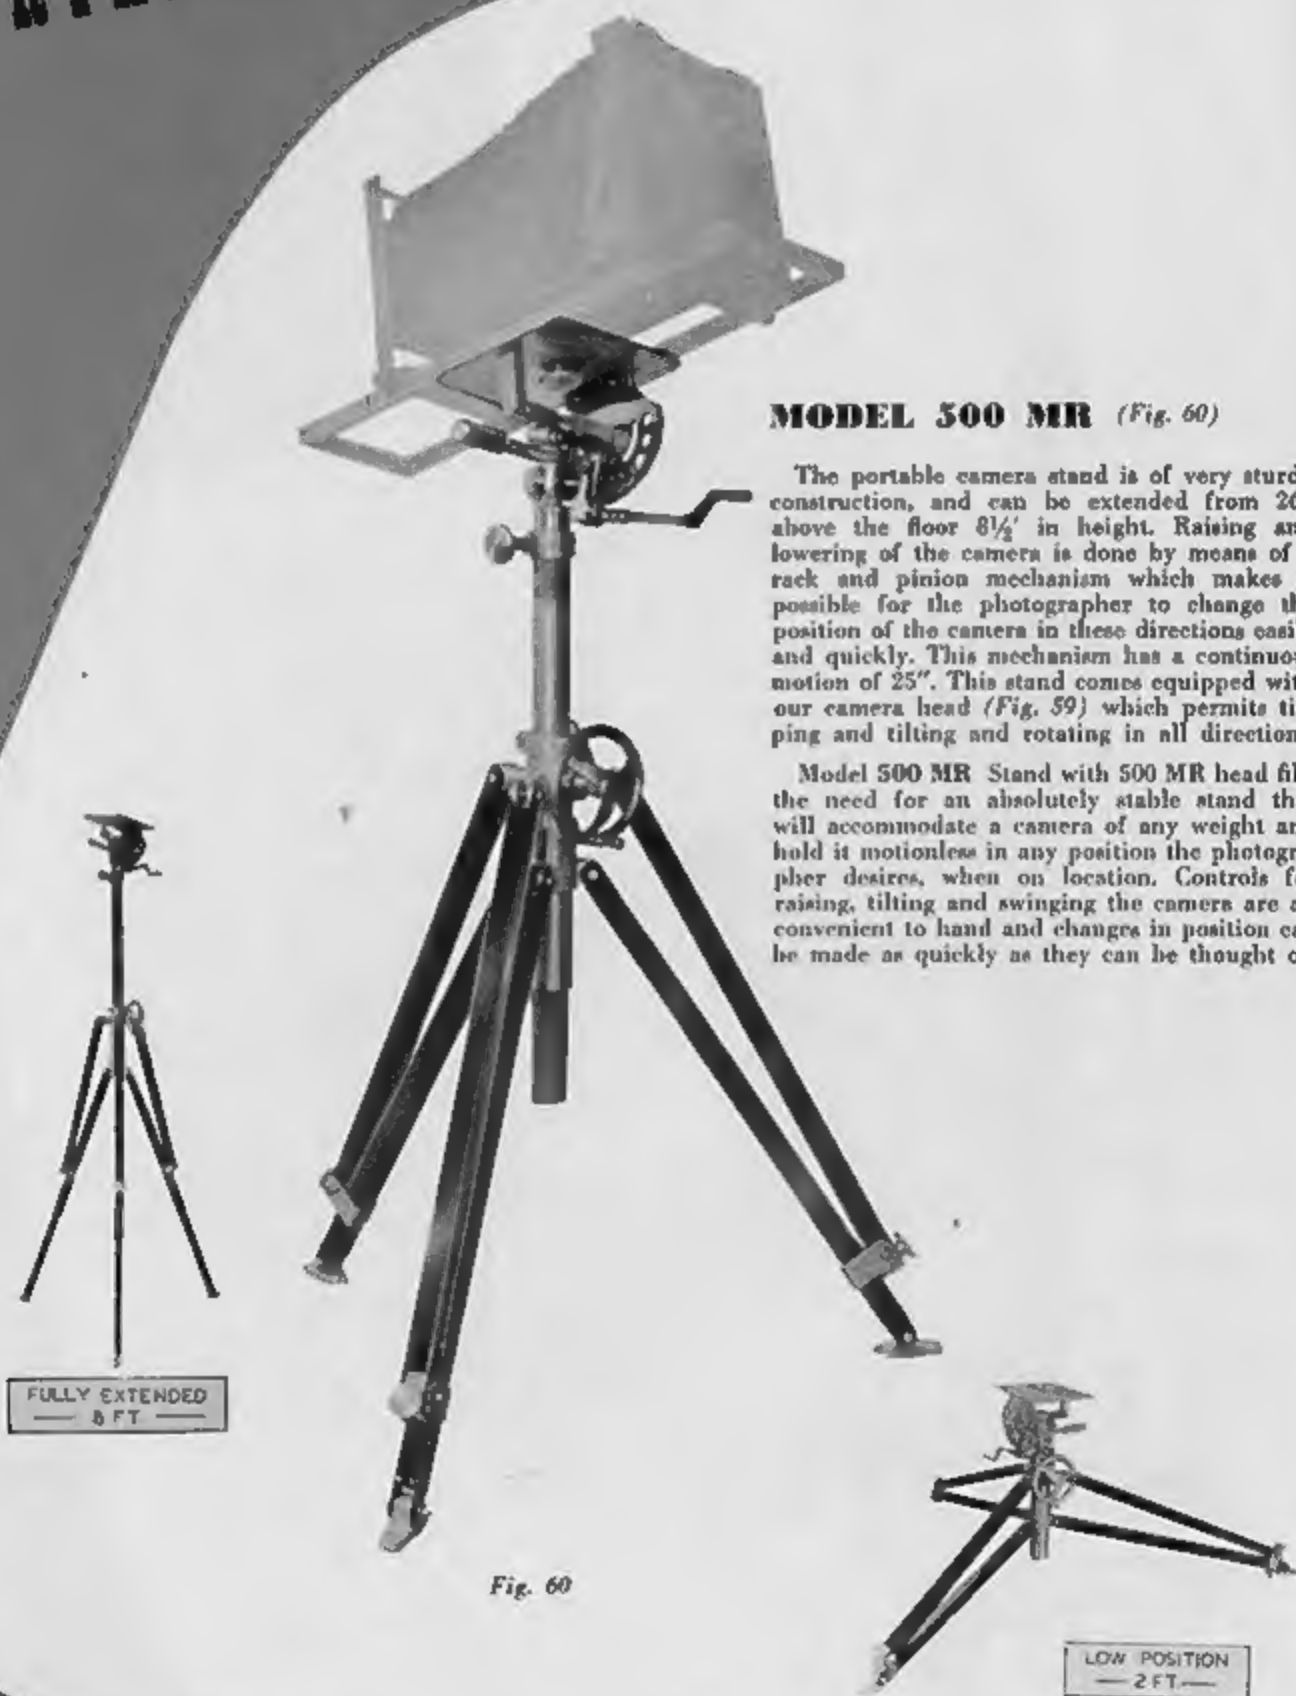 MODEL 500 MR (Fig. 60)
The portable camera stand is of very sturd
construction, and can be extended from 26
above the floor 8½' in height. Raising an
lowering of the camera is done by means of
rack and pinion mechanism which makes
possible for the photographer to change th
position of the camera in these directions easi
and quickly. This mechanism has a continuo
motion of 25". This stand comes equipped wit
our camera head (Fig. 59) which permits ti
ping and tilting and rotating in all direction
Model 500 MR Stand with 500 MR head fil
the need for an absolutely stable stand th
will accommodate a camera of any weight an
hold it motionless in any position the photogr
pher desires, when on location. Controls f
raising, tilting and swinging the camera are a
convenient to hand and changes in position ca
be made as quickly as they can be thought o
FULLY EXTENDED
— 8 FT. —
Fig. 60
LOW POSITION
— 2 FT. —